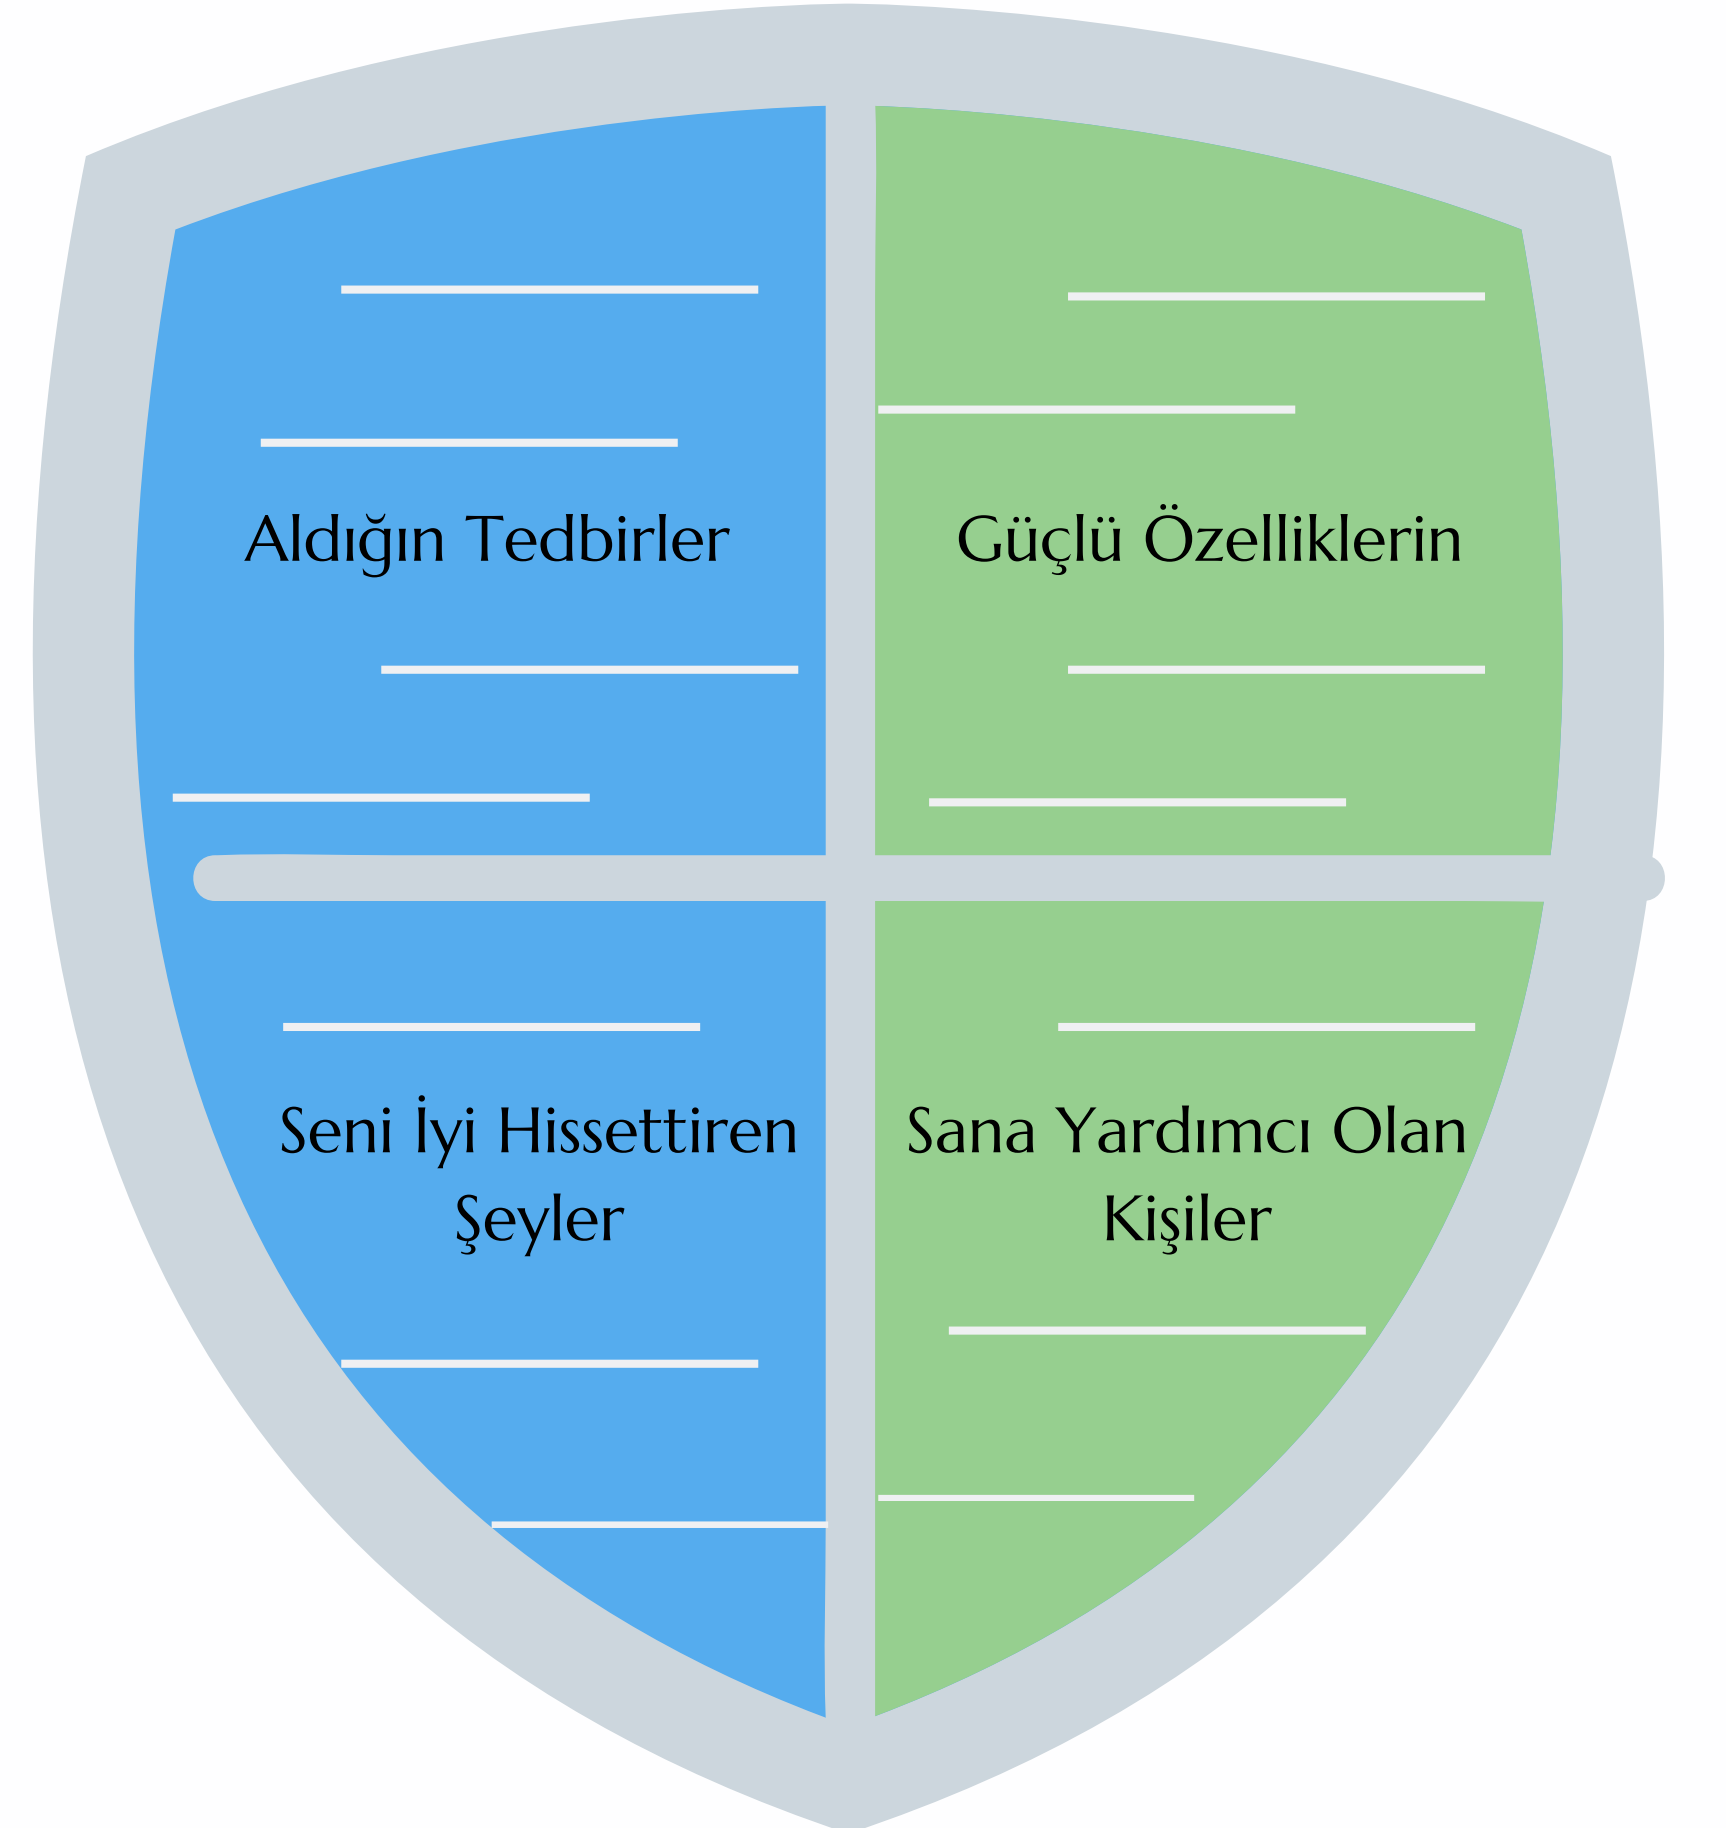 Aldığın Tedbirler
Güçlü Özelliklerin
Seni İyi Hissettiren
Şeyler
Sana Yardımcı Olan
Kişiler